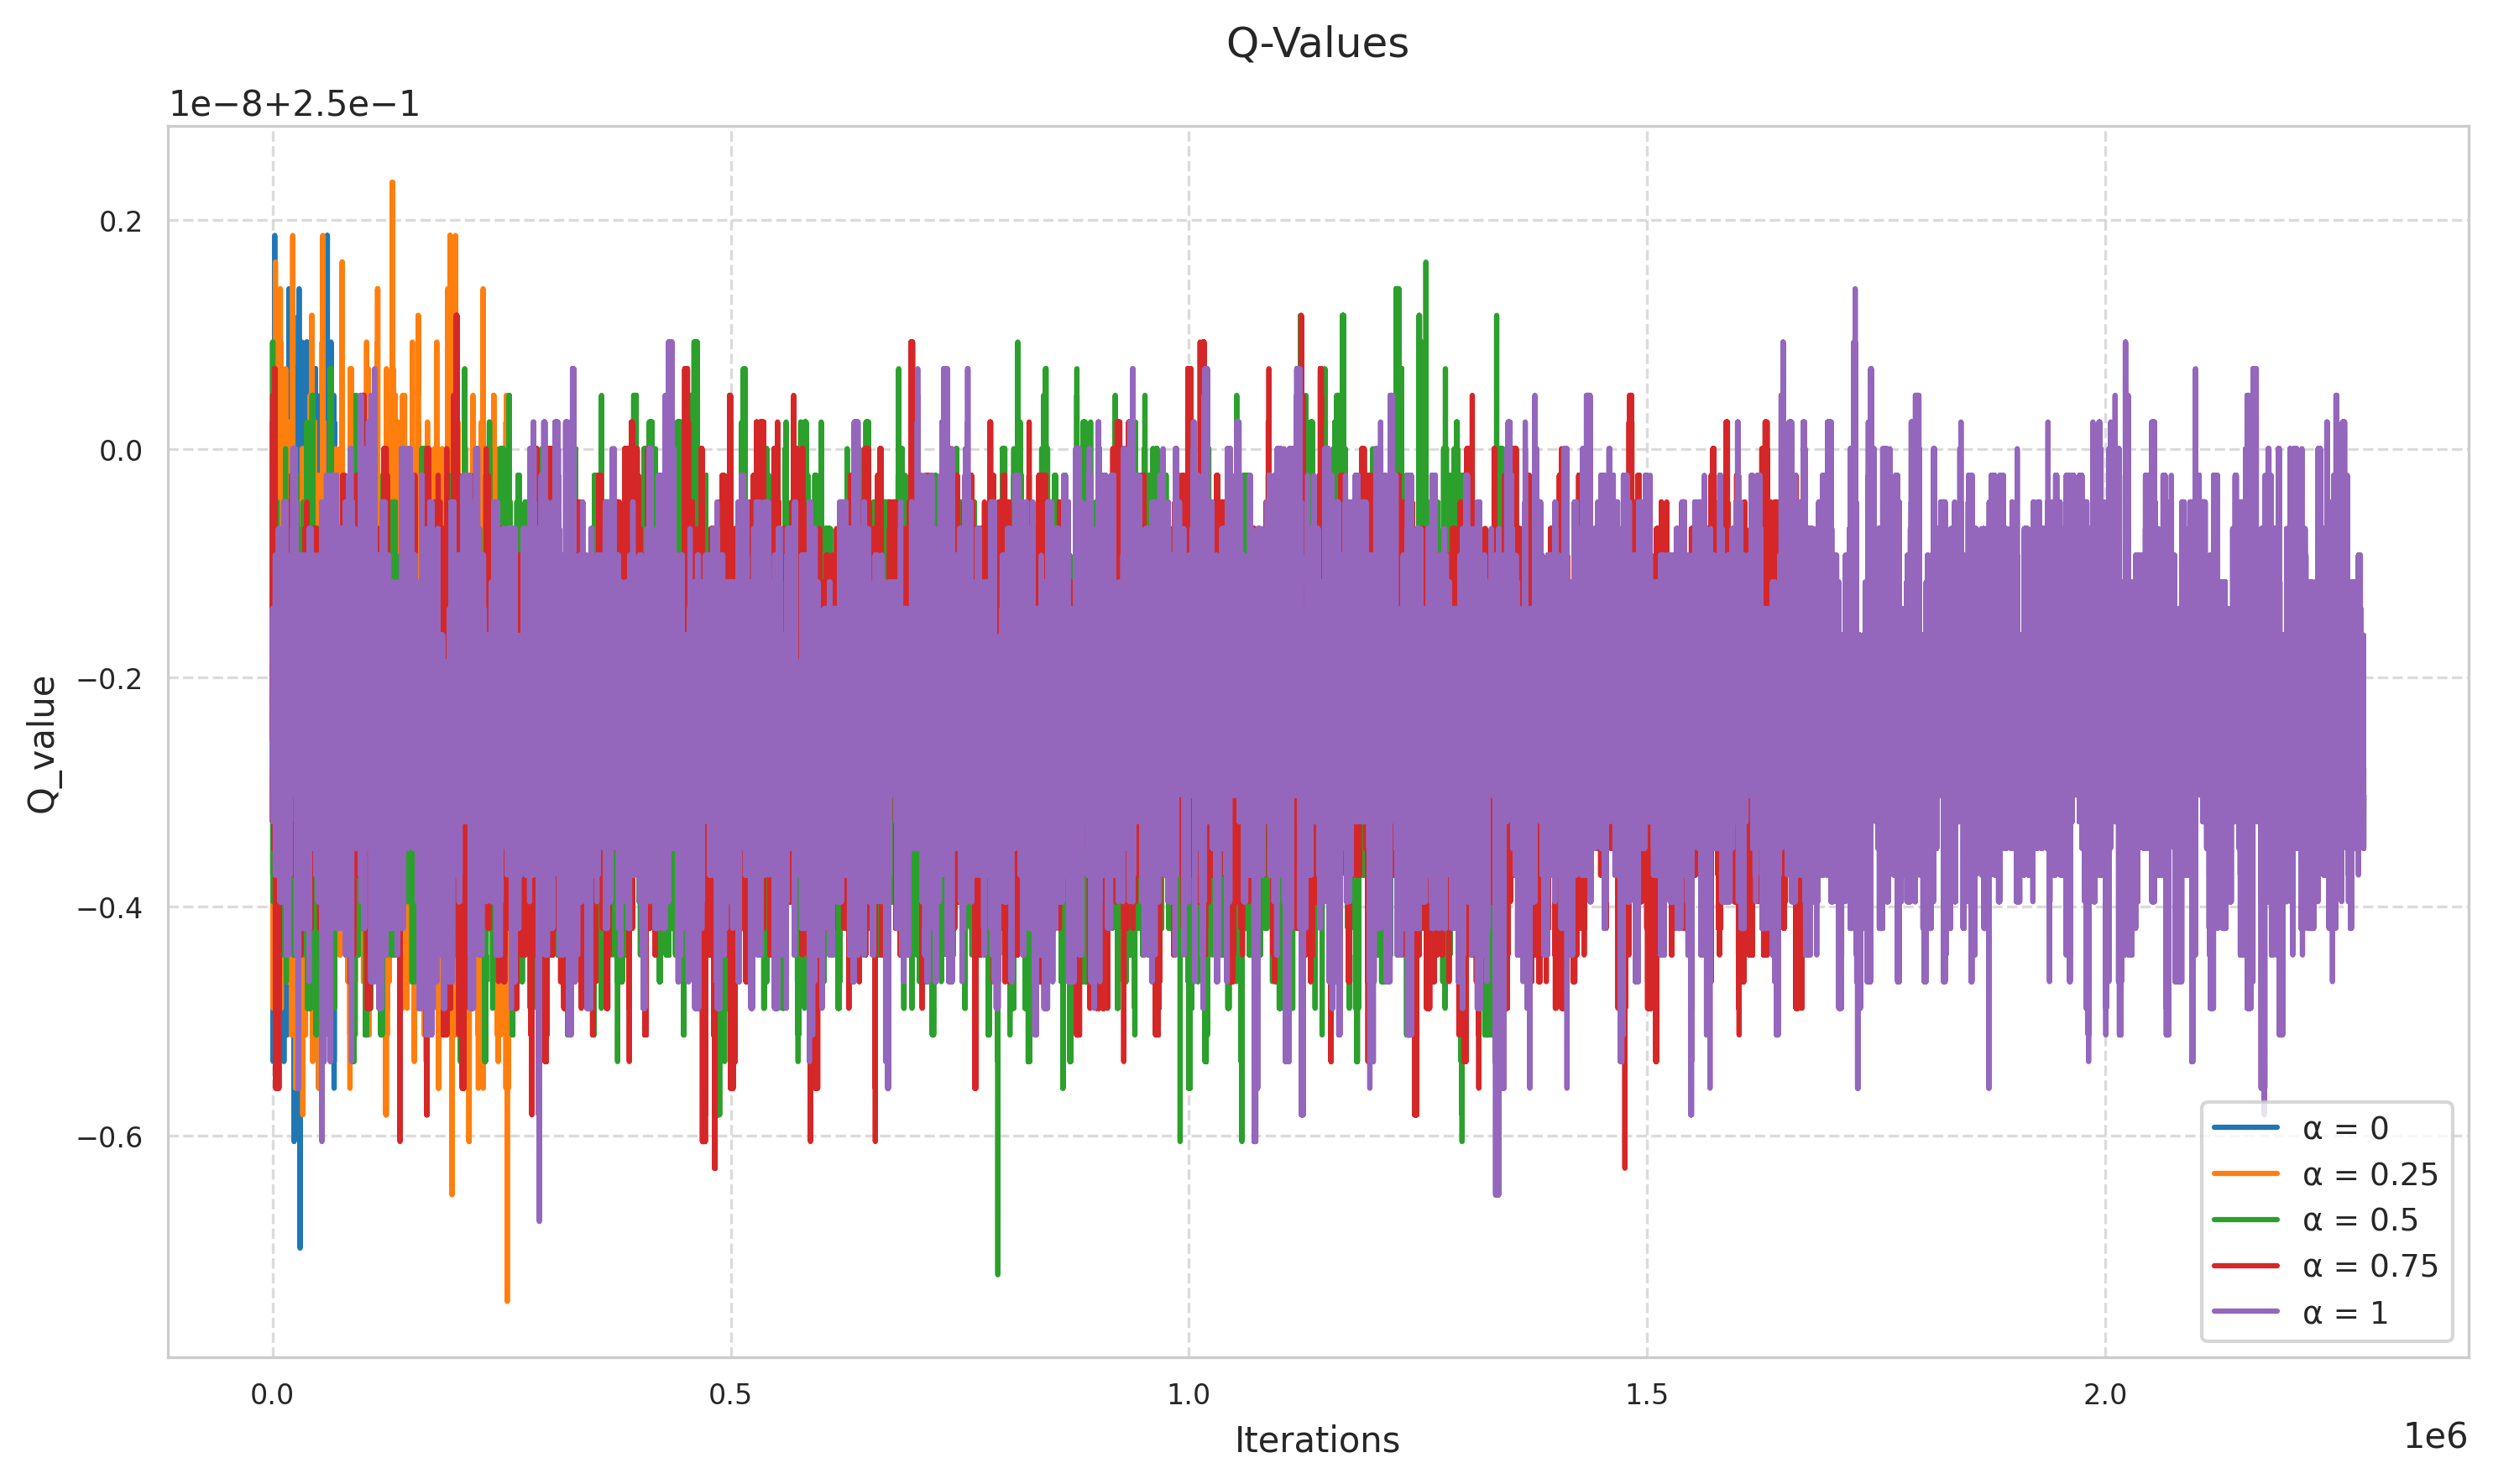 Q-Values
1e−8+2.5e−1
0.2
0.0
−0.2
−0.4
−0.6
Q_value
0.0
0.5
1.0
1.5
2.0
Iterations
1e6
α = 0
α = 0.25
α = 0.5
α = 0.75
α = 1